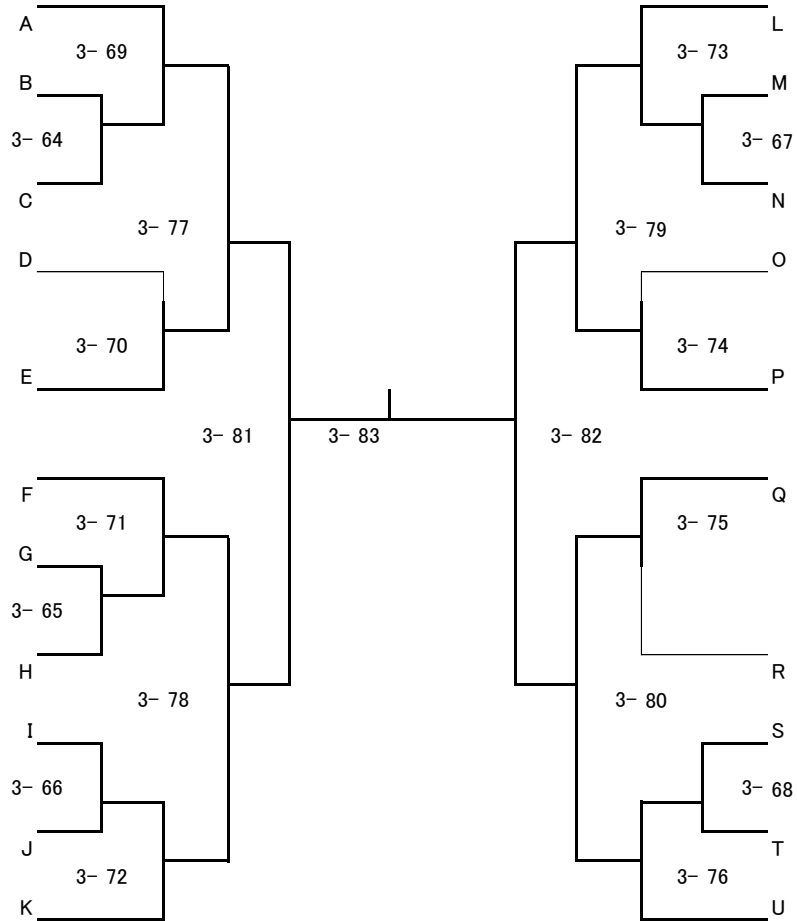 A L
3- 69 3- 73
B M
3- 64 3- 67
C N
3- 77 3- 79
D O
3- 70 3- 74
E P
3- 81 3- 83 3- 82
F Q
3- 71 3- 75
G
3- 65
H R
3- 78 3- 80
I S
3- 66 3- 68
J T
3- 72 3- 76
K U